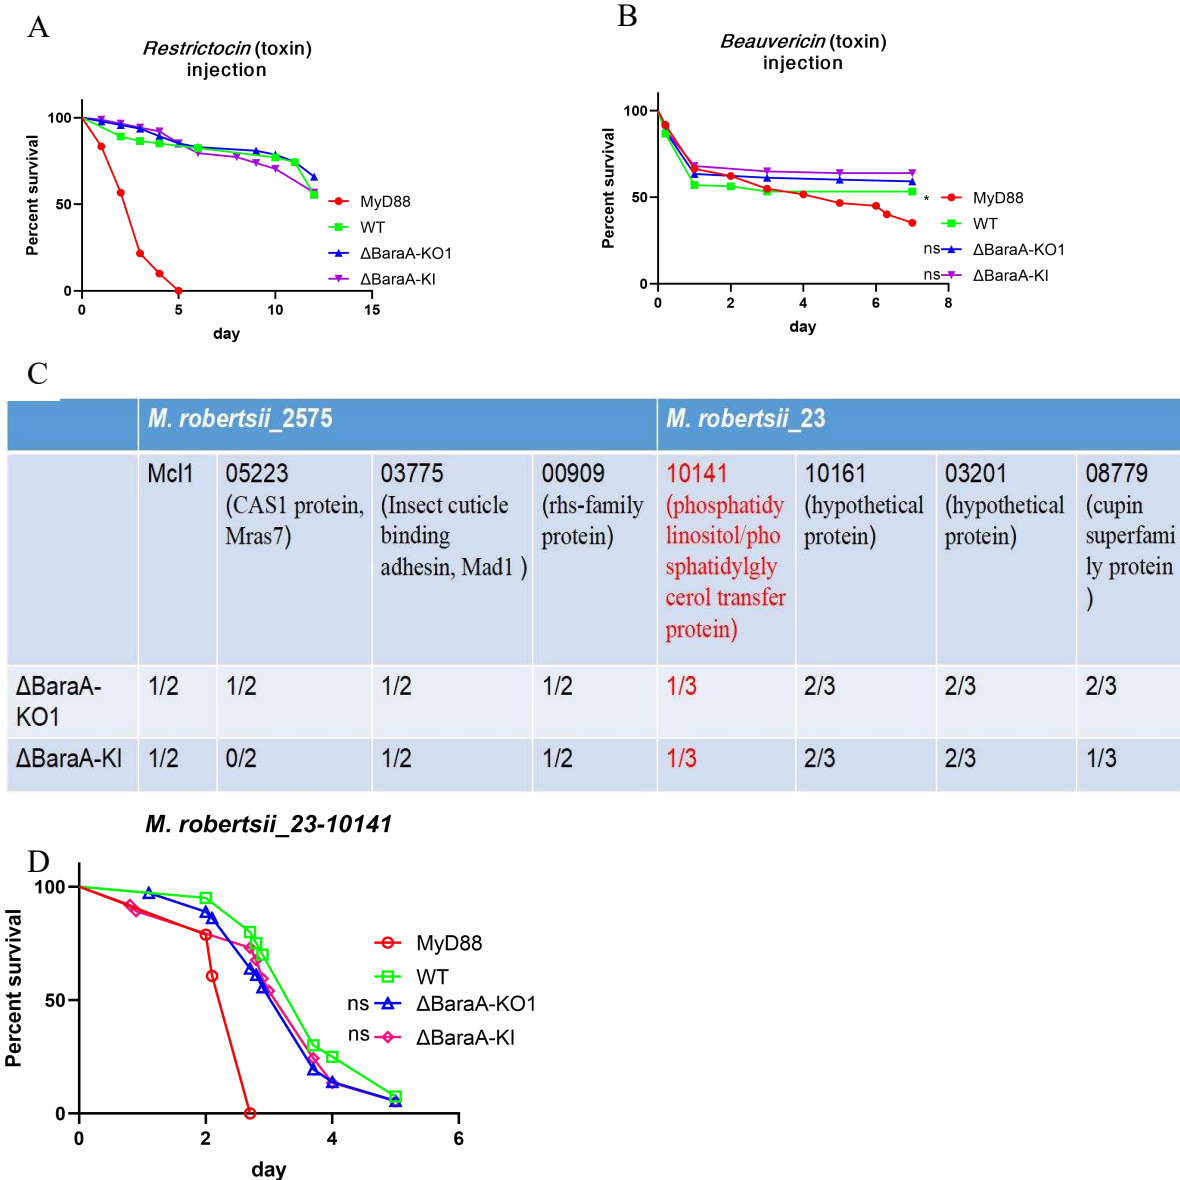 A
Restrictocin (toxin)
injection
Percent survival
100
50
0
0
5
10
15
day
MyD88
WT
ΔBaraA-KO1
ΔBaraA-KI
B
Beauvericin (toxin)
injection
Percent survival
100
50
0
0
2
4
6
8
day
* MyD88
WT
ns ΔBaraA-KO1
ns ΔBaraA-KI
C
M. robertsii_2575 M. robertsii_23
Mcl1
05223
(CAS1 protein,
Mras7)
03775
(Insect cuticle
binding
adhesin, Mad1 )
00909
(rhs-family
protein)
10141
(phosphatidy
linositol/pho
sphatidylgly
cerol transfer
protein)
10161
(hypothetical
protein)
03201
(hypothetical
protein)
08779
(cupin
superfami
ly protein
)
ΔBaraA-
KO1
1/2 1/2 1/2 1/2 1/3 2/3 2/3 2/3
ΔBaraA-KI 1/2 0/2 1/2 1/2 1/3 2/3 2/3 1/3
M. robertsii_23-10141
D
Percent survival
100
50
0
0
2
4
6
day
MyD88
WT
ns ΔBaraA-KO1
ns ΔBaraA-KI